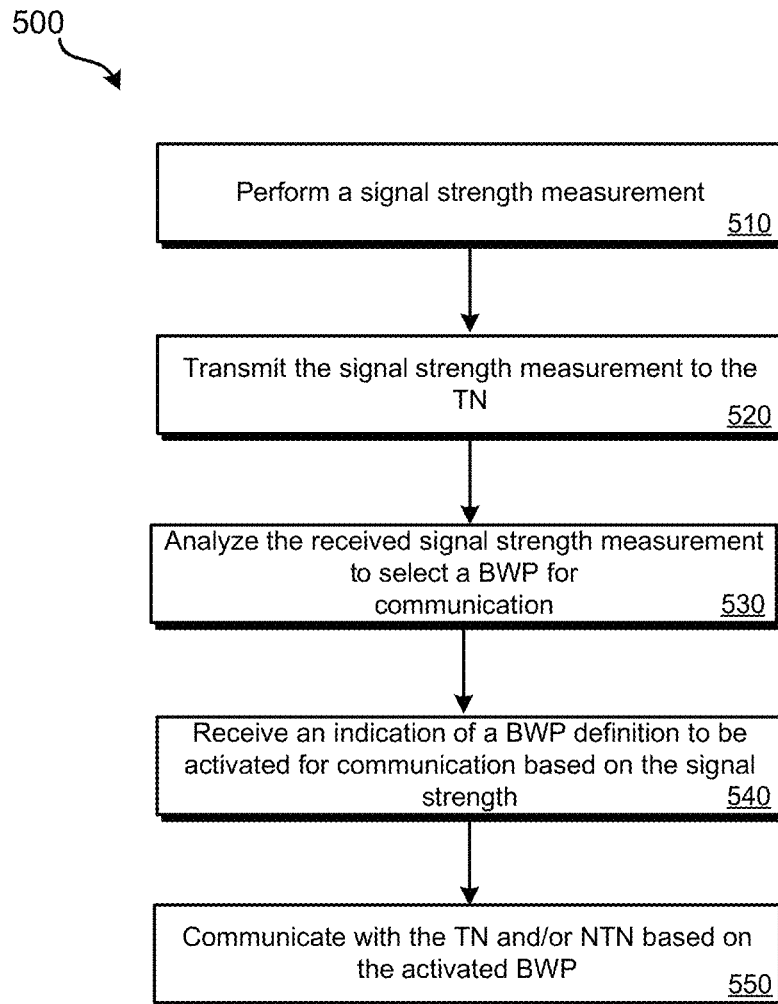 500
Perform a signal strength measurement
510
Transmit the signal strength measurement to the
TN
520
Analyze the received signal strength measurement
to select a BWP for
communication
530
Receive an indication of a BWP definition to be
activated for communication based on the signal
strength
540
Communicate with the TN and/or NTN based on
the activated BWP
550